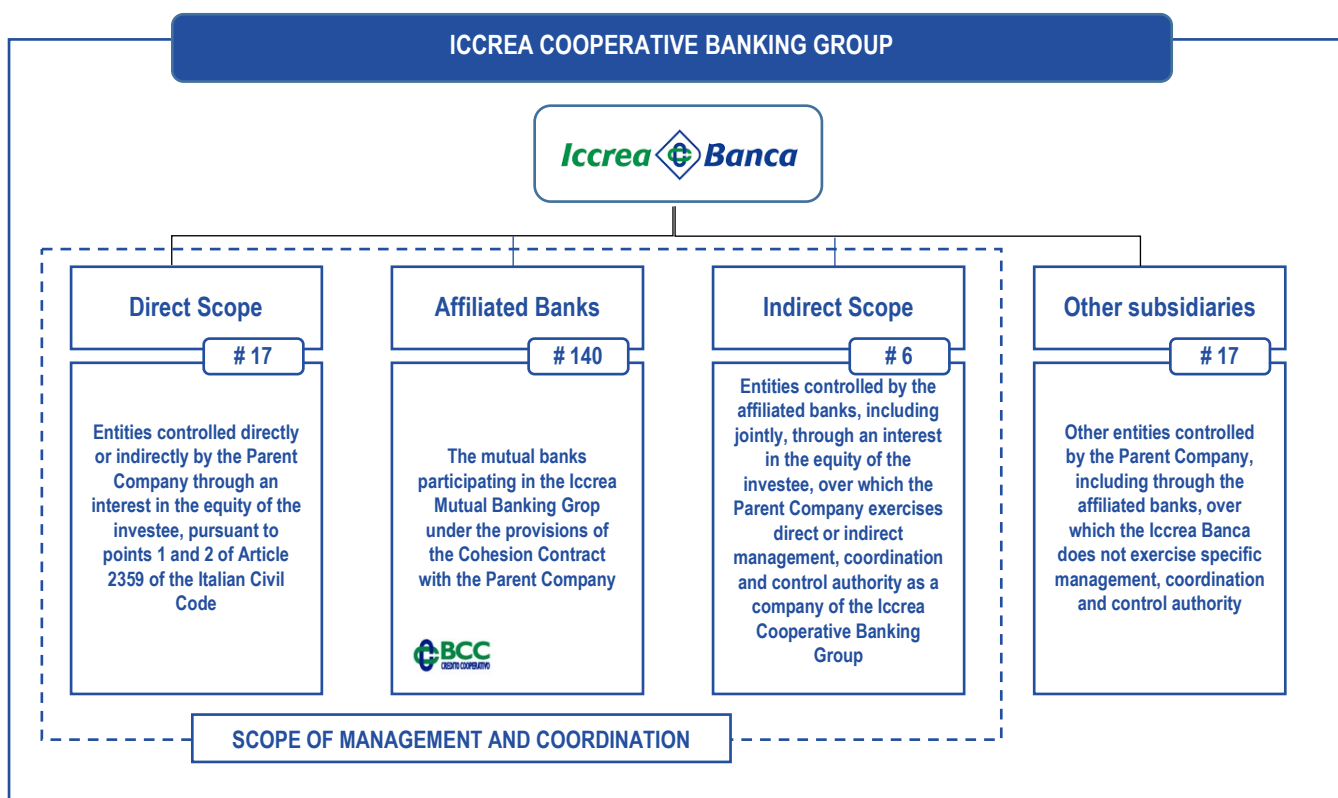 ICCREA COOPERATIVE BANKING GROUP
Iccrea Banca
Direct Scope
# 17
Entities controlled directly
or indirectly by the Parent
Company through an
interest in the equity of the
investee, pursuant to
points 1 and 2 of Article
2359 of the Italian Civil
Code
Affiliated Banks
# 140
The mutual banks
participating in the Iccrea
Mutual Banking Grop
under the provisions of
the Cohesion Contract
with the Parent Company
BCC
CREDITO COOPERATIVO
Indirect Scope
# 6
Entities controlled by the
affiliated banks, including
jointly, through an interest
in the equity of the
investee, over which the
Parent Company exercises
direct or indirect
management, coordination
and control authority as a
company of the Iccrea
Cooperative Banking
Group
Other subsidiaries
# 17
Other entities controlled
by the Parent Company,
including through the
affiliated banks, over
which the Iccrea Banca
does not exercise specific
management, coordination
and control authority
SCOPE OF MANAGEMENT AND COORDINATION